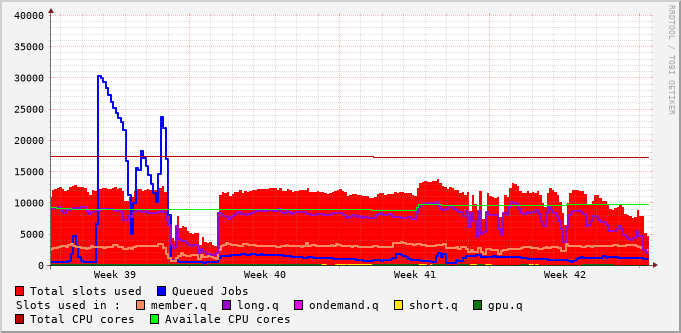 40000
35000
30000
25000
20000
15000
10000
5000
0
Week 39 Week 40 Week 41 Week 42
RRDTOOL / TOBI OETIKER
Total slots used Queued Jobs
Slots used in : member.q long.q ondemand.q short.q gpu.q
Total CPU cores Availale CPU cores